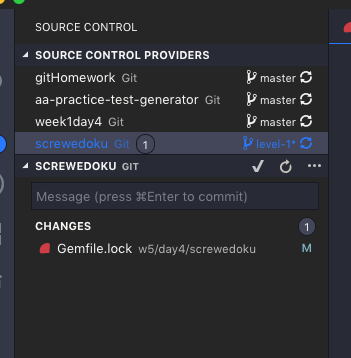 SOURCE CONTROL
SOURCE CONTROL PROVIDERS
gitHomework Git master
aa-practice-test-generator Git master
week1day4 Git master
screwedoku Git 1 level-1*
SCREWEDOKU GIT
Message (press ⌘Enter to commit)
CHANGES 1
Gemfile.lock w5/day4/screwedoku M